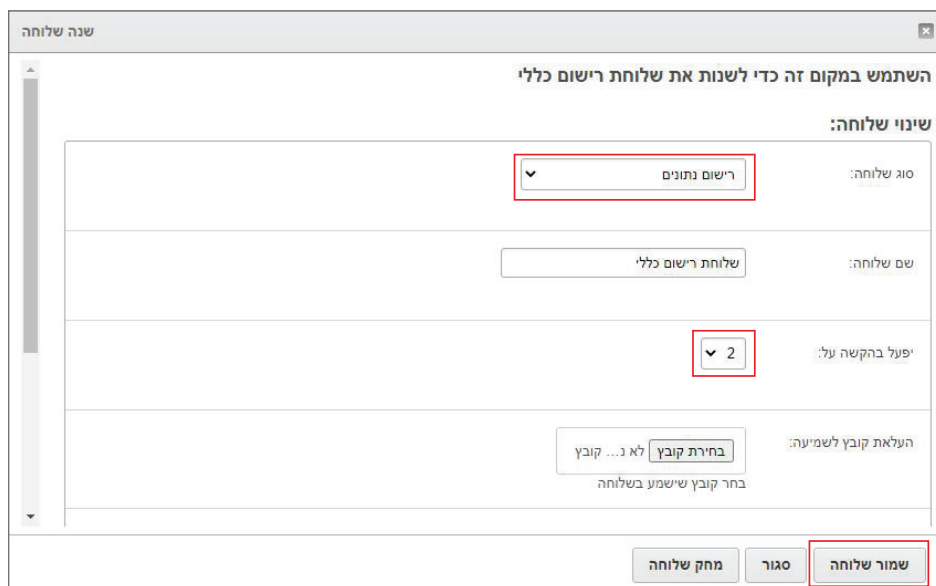 שנה שלוחה
השתמש במקום זה כדי לשנות את שלוחת רישום כללי
שינוי שלוחה:
סוג שלוחה:
רישום נתונים
שם שלוחה:
שלוחת רישום כללי
יפעל בהקשה על:
2
העלאת קובץ לשמיעה:
בחירת קובץ לא נ... קובץ
בחר קובץ שישמע בשלוחה
שמור שלוחה סגור מחק שלוחה